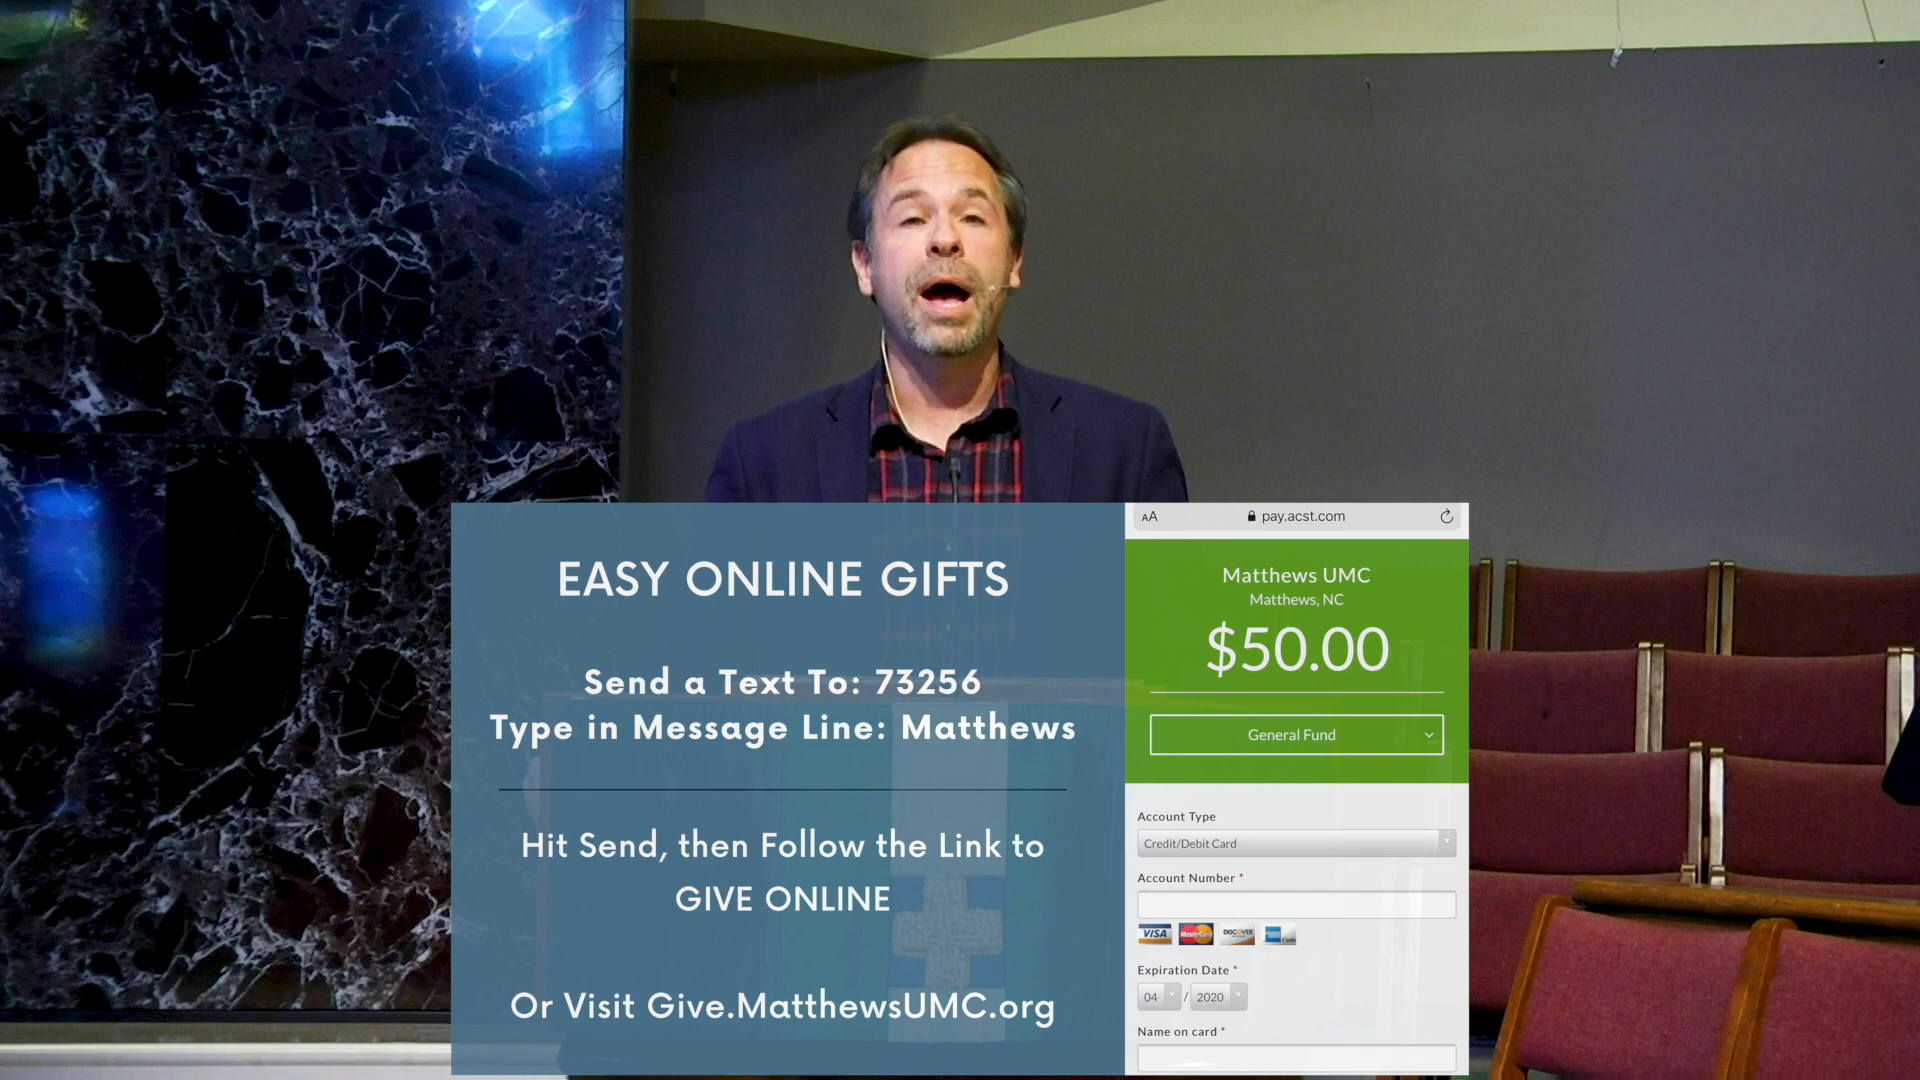 EASY ONLINE GIFTS
Send a Text To: 73256
Type in Message Line: Matthews
Hit Send, then Follow the Link to
GIVE ONLINE
Or Visit Give.MatthewsUMC.org
AA pay.acst.com
Matthews UMC
Matthews, NC
$50.00
General Fund
Account Type
Credit/Debit Card
Account Number *
VISA MasterCard DISCOVER
Expiration Date *
04 / 2020
Name on card *